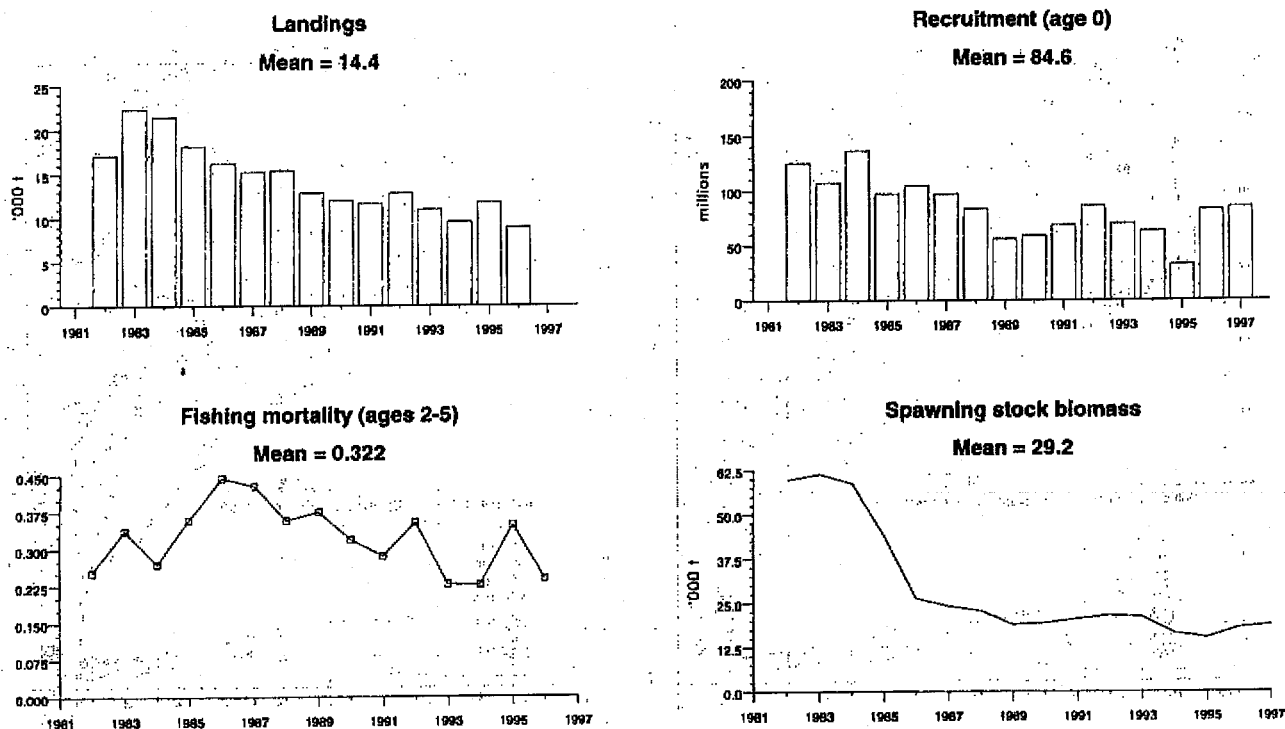 Landings
Mean = 14.4
25
20
15
10
5
0
'000 t
1981 1983 1985 1987 1989 1991 1993 1995 1997
Recruitment (age 0)
Mean = 84.6
200
150
100
50
0
millions
1981 1983 1985 1987 1989 1991 1993 1995 1997
Fishing mortality (ages 2-5)
Mean = 0.322
0.450
0.375
0.300
0.225
0.150
0.075
0.000
1981 1983 1985 1987 1989 1991 1993 1995 1997
Spawning stock biomass
Mean = 29.2
62.5
50.0
37.5
25.0
12.5
0.0
'000 t
1981 1983 1985 1987 1989 1991 1993 1995 1997